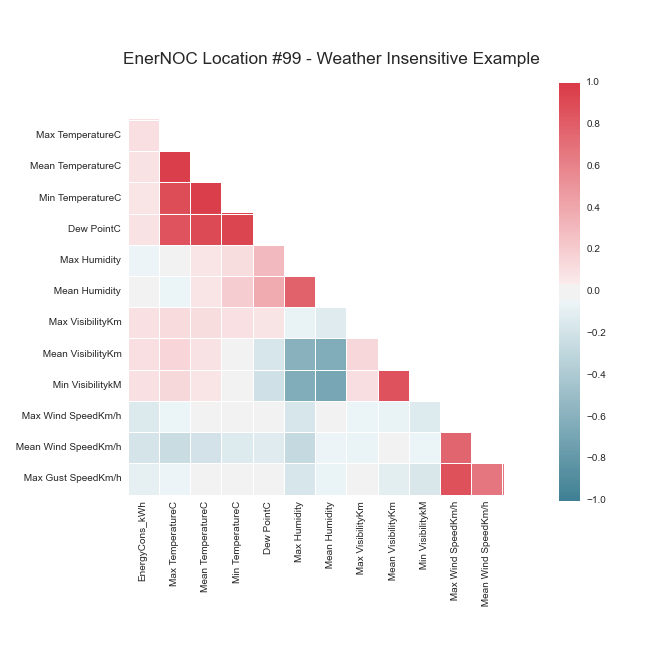 EnerNOC Location #99 - Weather Insensitive Example
Max TemperatureC
Mean TemperatureC
Min TemperatureC
Dew PointC
Max Humidity
Mean Humidity
Max VisibilityKm
Mean VisibilityKm
Min VisibilitykM
Max Wind SpeedKm/h
Mean Wind SpeedKm/h
Max Gust SpeedKm/h
EnergyCons_kWh
Max TemperatureC
Mean TemperatureC
Min TemperatureC
Dew PointC
Max Humidity
Mean Humidity
Max VisibilityKm
Mean VisibilityKm
Min VisibilitykM
Max Wind SpeedKm/h
Mean Wind SpeedKm/h
1.0
0.8
0.6
0.4
0.2
0.0
−0.2
−0.4
−0.6
−0.8
−1.0